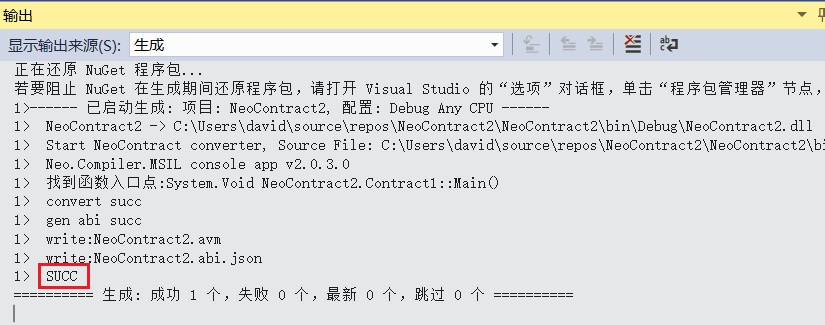 输出
显示输出来源(S): 生成
正在还原 NuGet 程序包...
若要阻止 NuGet 在生成期间还原程序包，请打开 Visual Studio 的“选项”对话框，单击“程序包管理器”节点，
1>------ 已启动生成: 项目: NeoContract2, 配置: Debug Any CPU ------
1>  NeoContract2 -> C:\Users\david\source\repos\NeoContract2\NeoContract2\bin\Debug\NeoContract2.dll
1>  Start NeoContract converter, Source File: C:\Users\david\source\repos\NeoContract2\NeoContract2\bi
1>  Neo.Compiler.MSIL console app v2.0.3.0
1>  找到函数入口点:System.Void NeoContract2.Contract1::Main()
1>  convert succ
1>  gen abi succ
1>  write:NeoContract2.avm
1>  write:NeoContract2.abi.json
1>  SUCC
========== 生成: 成功 1 个，失败 0 个，最新 0 个，跳过 0 个 ==========